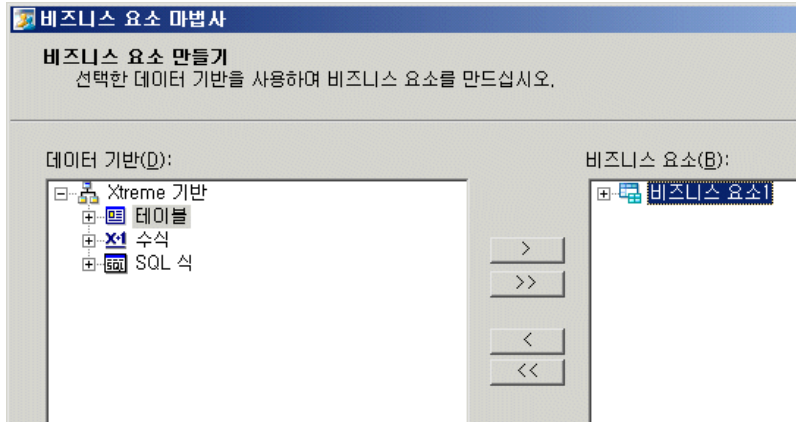 비즈니스 요소 마법사
비즈니스 요소 만들기
선택한 데이터 기반을 사용하여 비즈니스 요소를 만드십시오.
데이터 기반(D):
비즈니스 요소(B):
Xtreme 기반
비즈니스 요소1
테이블
X+1 수식
SQL SQL 식
>
>>
<
<<